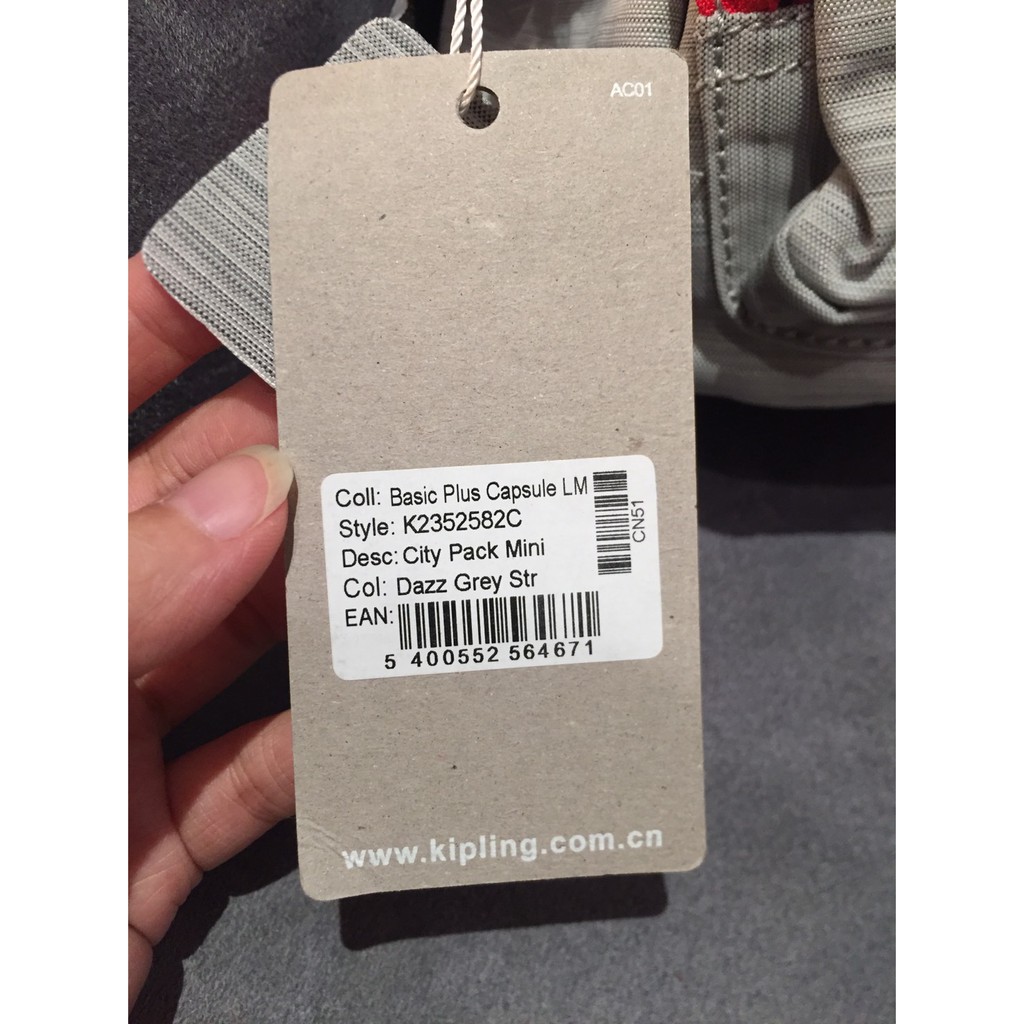 AC01
Coll: Basic Plus Capsule LM
Style: K2352582C
Desc: City Pack Mini
Col: Dazz Grey Str
EAN:
5 400552 564671
CN51
www.kipling.com.cn